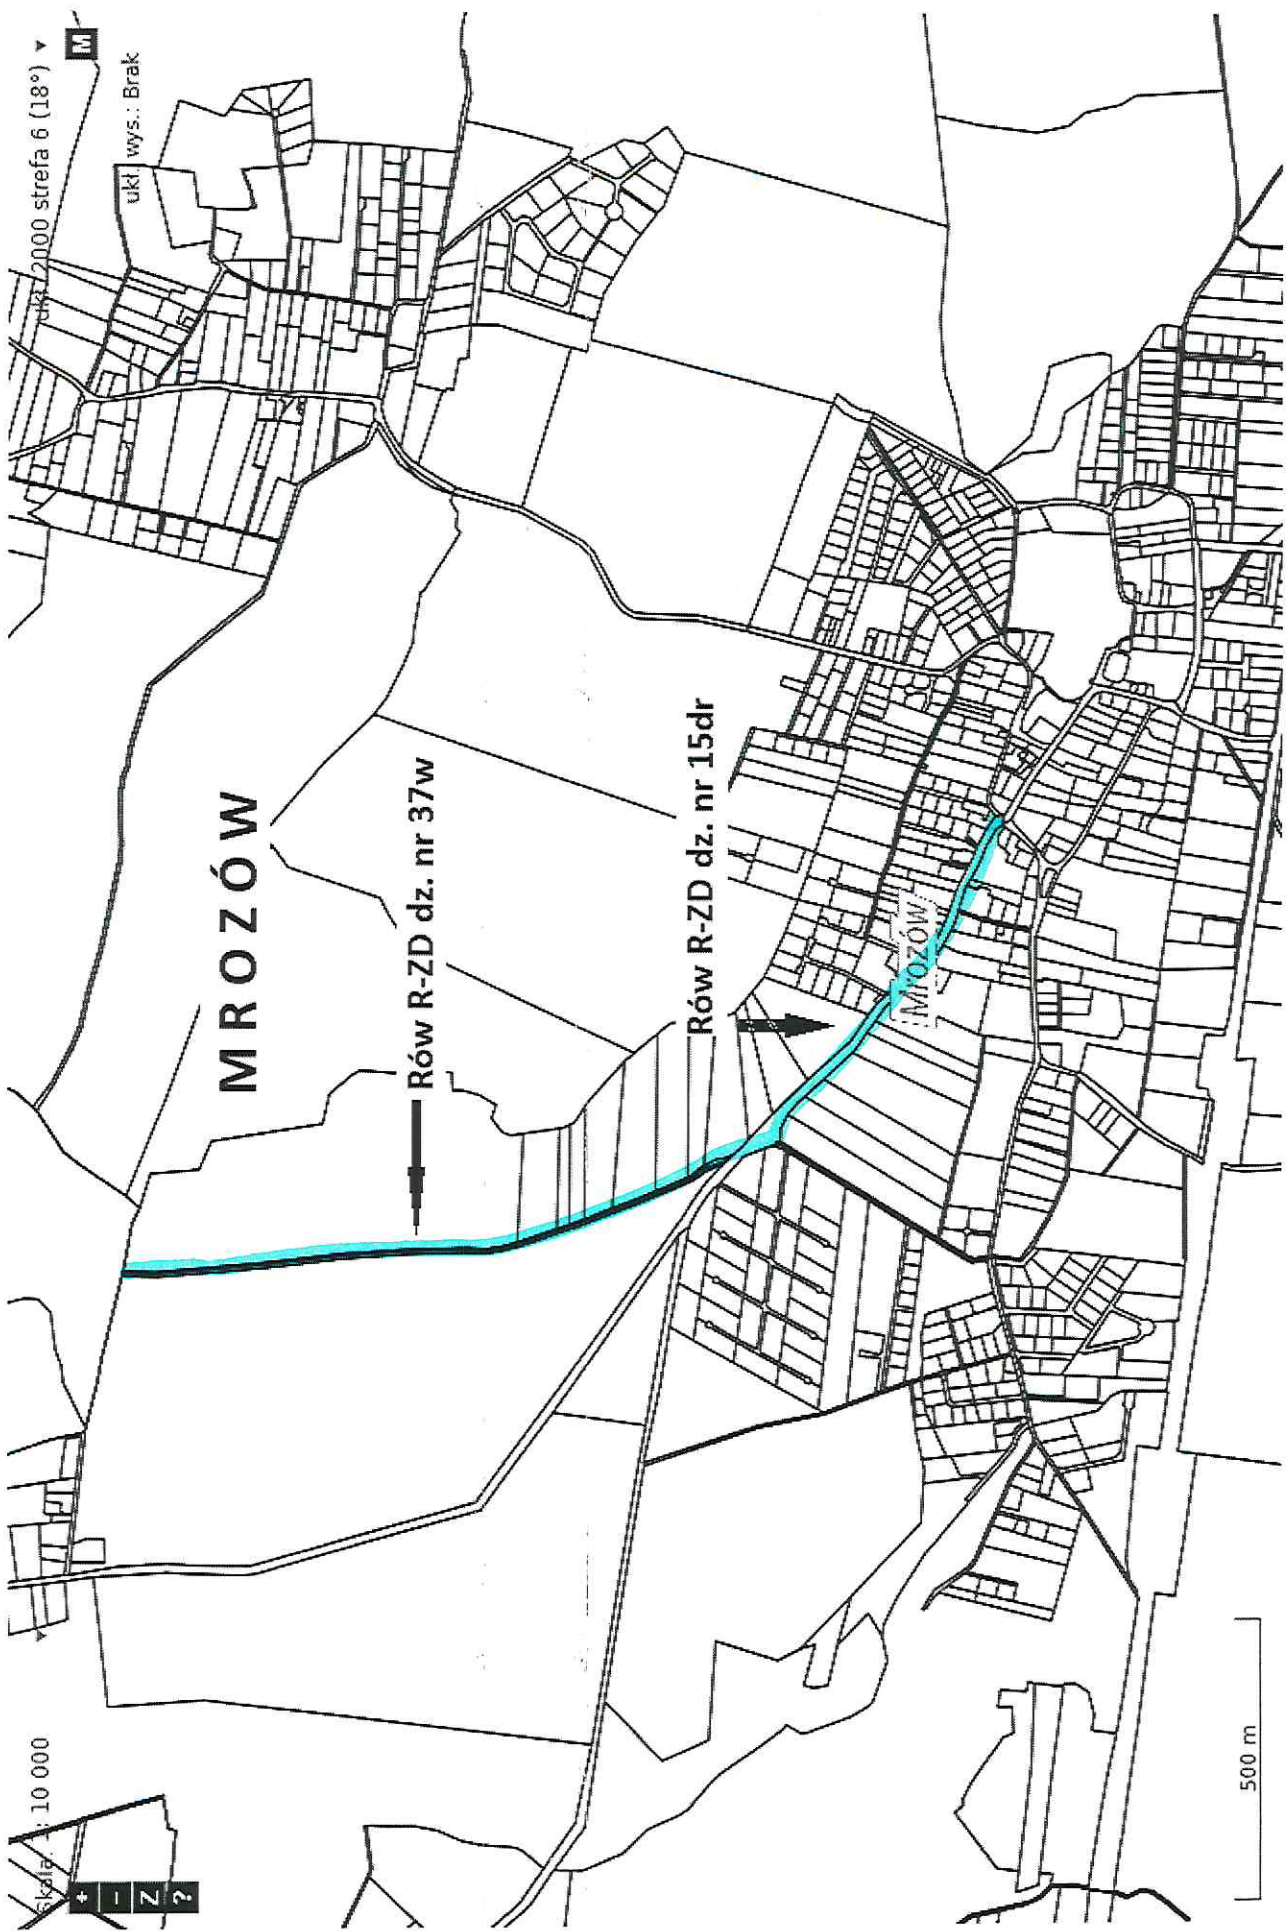 Skala: 1: 10 000
+
–
Z
?
ukł. 2000 strefa 6 (18°) ▼
M
ukł. wys.: Brak
MROZÓW
Rów R-ZD dz. nr 37w
Rów R-ZD dz. nr 15dr
MROZÓW
500 m